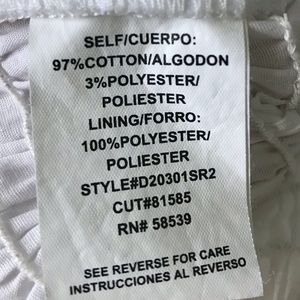 SELF/CUERPO:
97%COTTON/ALGODON
3%POLYESTER/
POLIESTER
LINING/FORRO:
100%POLYESTER/
POLIESTER
STYLE#D20301SR2
CUT#81585
RN# 58539
SEE REVERSE FOR CARE
INSTRUCCIONES AL REVERSO